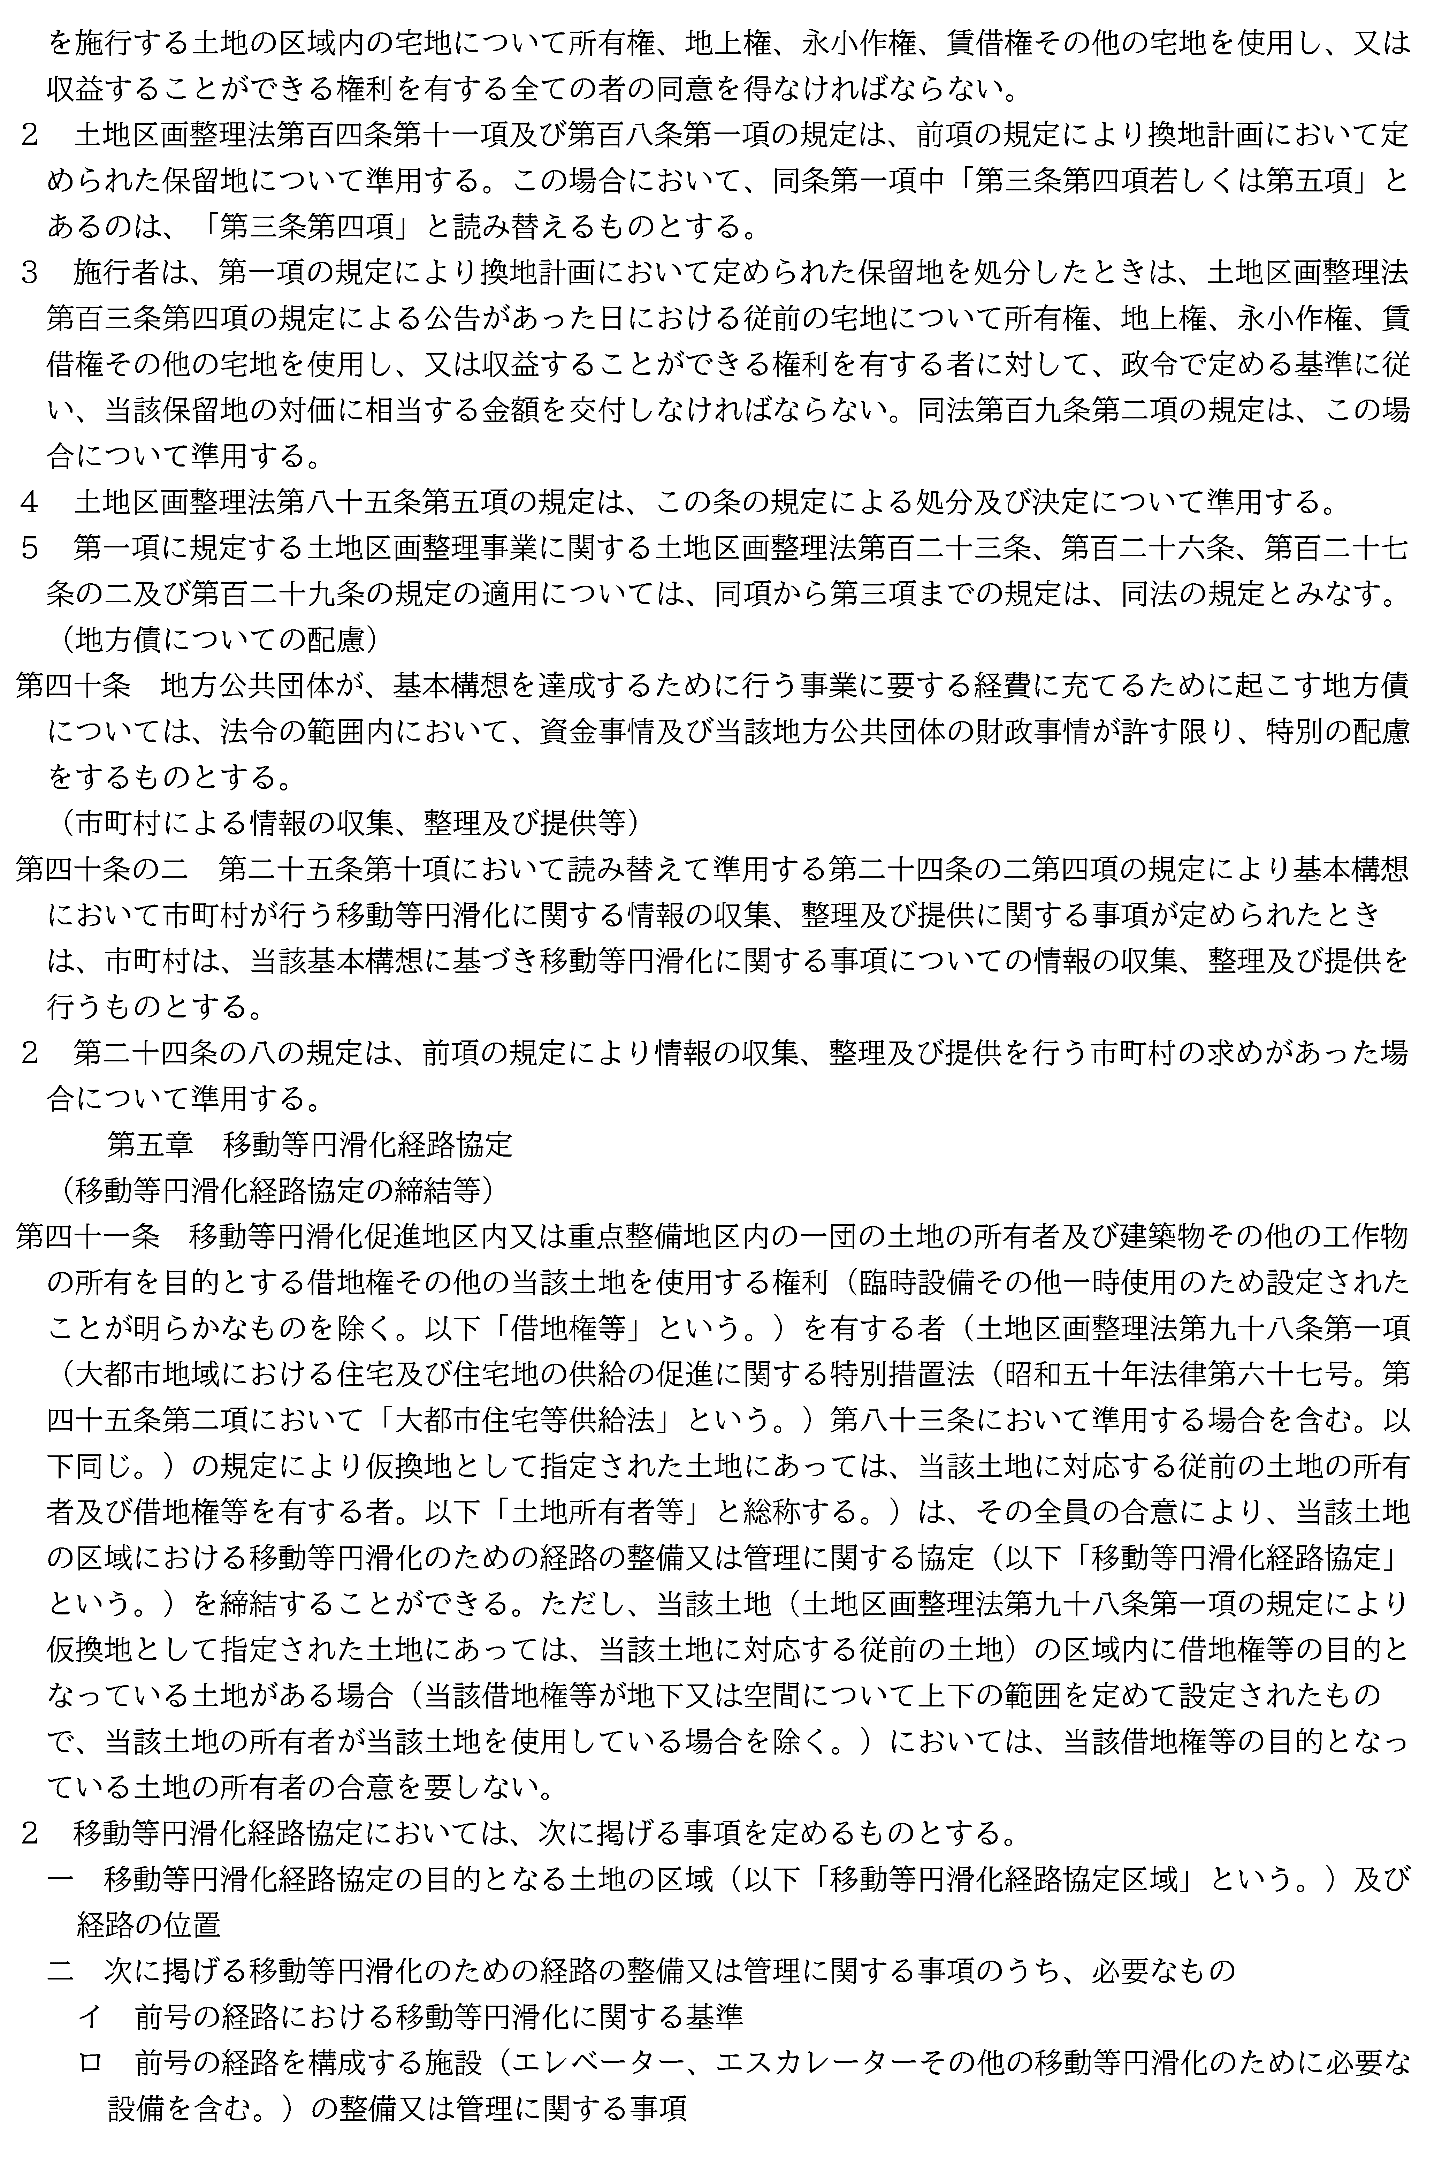 を施行する土地の区域内の宅地について所有権、地上権、永小作権、賃借権その他の宅地を使用し、又は
収益することができる権利を有する全ての者の同意を得なければならない。
２　土地区画整理法第百四条第十一項及び第百八条第一項の規定は、前項の規定により換地計画において定
められた保留地について準用する。この場合において、同条第一項中「第三条第四項若しくは第五項」と
あるのは、「第三条第四項」と読み替えるものとする。
３　施行者は、第一項の規定により換地計画において定められた保留地を処分したときは、土地区画整理法
第百三条第四項の規定による公告があった日における従前の宅地について所有権、地上権、永小作権、賃
借権その他の宅地を使用し、又は収益することができる権利を有する者に対して、政令で定める基準に従
い、当該保留地の対価に相当する金額を交付しなければならない。同法第百九条第二項の規定は、この場
合について準用する。
４　土地区画整理法第八十五条第五項の規定は、この条の規定による処分及び決定について準用する。
５　第一項に規定する土地区画整理事業に関する土地区画整理法第百二十三条、第百二十六条、第百二十七
条の二及び第百二十九条の規定の適用については、同項から第三項までの規定は、同法の規定とみなす。
（地方債についての配慮）
第四十条　地方公共団体が、基本構想を達成するために行う事業に要する経費に充てるために起こす地方債
については、法令の範囲内において、資金事情及び当該地方公共団体の財政事情が許す限り、特別の配慮
をするものとする。
（市町村による情報の収集、整理及び提供等）
第四十条の二　第二十五条第十項において読み替えて準用する第二十四条の二第四項の規定により基本構想
において市町村が行う移動等円滑化に関する情報の収集、整理及び提供に関する事項が定められたとき
は、市町村は、当該基本構想に基づき移動等円滑化に関する事項についての情報の収集、整理及び提供を
行うものとする。
２　第二十四条の八の規定は、前項の規定により情報の収集、整理及び提供を行う市町村の求めがあった場
合について準用する。
第五章　移動等円滑化経路協定
（移動等円滑化経路協定の締結等）
第四十一条　移動等円滑化促進地区内又は重点整備地区内の一団の土地の所有者及び建築物その他の工作物
の所有を目的とする借地権その他の当該土地を使用する権利（臨時設備その他一時使用のため設定された
ことが明らかなものを除く。以下「借地権等」という。）を有する者（土地区画整理法第九十八条第一項
（大都市地域における住宅及び住宅地の供給の促進に関する特別措置法（昭和五十年法律第六十七号。第
四十五条第二項において「大都市住宅等供給法」という。）第八十三条において準用する場合を含む。以
下同じ。）の規定により仮換地として指定された土地にあっては、当該土地に対応する従前の土地の所有
者及び借地権等を有する者。以下「土地所有者等」と総称する。）は、その全員の合意により、当該土地
の区域における移動等円滑化のための経路の整備又は管理に関する協定（以下「移動等円滑化経路協定」
という。）を締結することができる。ただし、当該土地（土地区画整理法第九十八条第一項の規定により
仮換地として指定された土地にあっては、当該土地に対応する従前の土地）の区域内に借地権等の目的と
なっている土地がある場合（当該借地権等が地下又は空間について上下の範囲を定めて設定されたもの
で、当該土地の所有者が当該土地を使用している場合を除く。）においては、当該借地権等の目的となっ
ている土地の所有者の合意を要しない。
２　移動等円滑化経路協定においては、次に掲げる事項を定めるものとする。
一　移動等円滑化経路協定の目的となる土地の区域（以下「移動等円滑化経路協定区域」という。）及び
経路の位置
二　次に掲げる移動等円滑化のための経路の整備又は管理に関する事項のうち、必要なもの
イ　前号の経路における移動等円滑化に関する基準
ロ　前号の経路を構成する施設（エレベーター、エスカレーターその他の移動等円滑化のために必要な
設備を含む。）の整備又は管理に関する事項